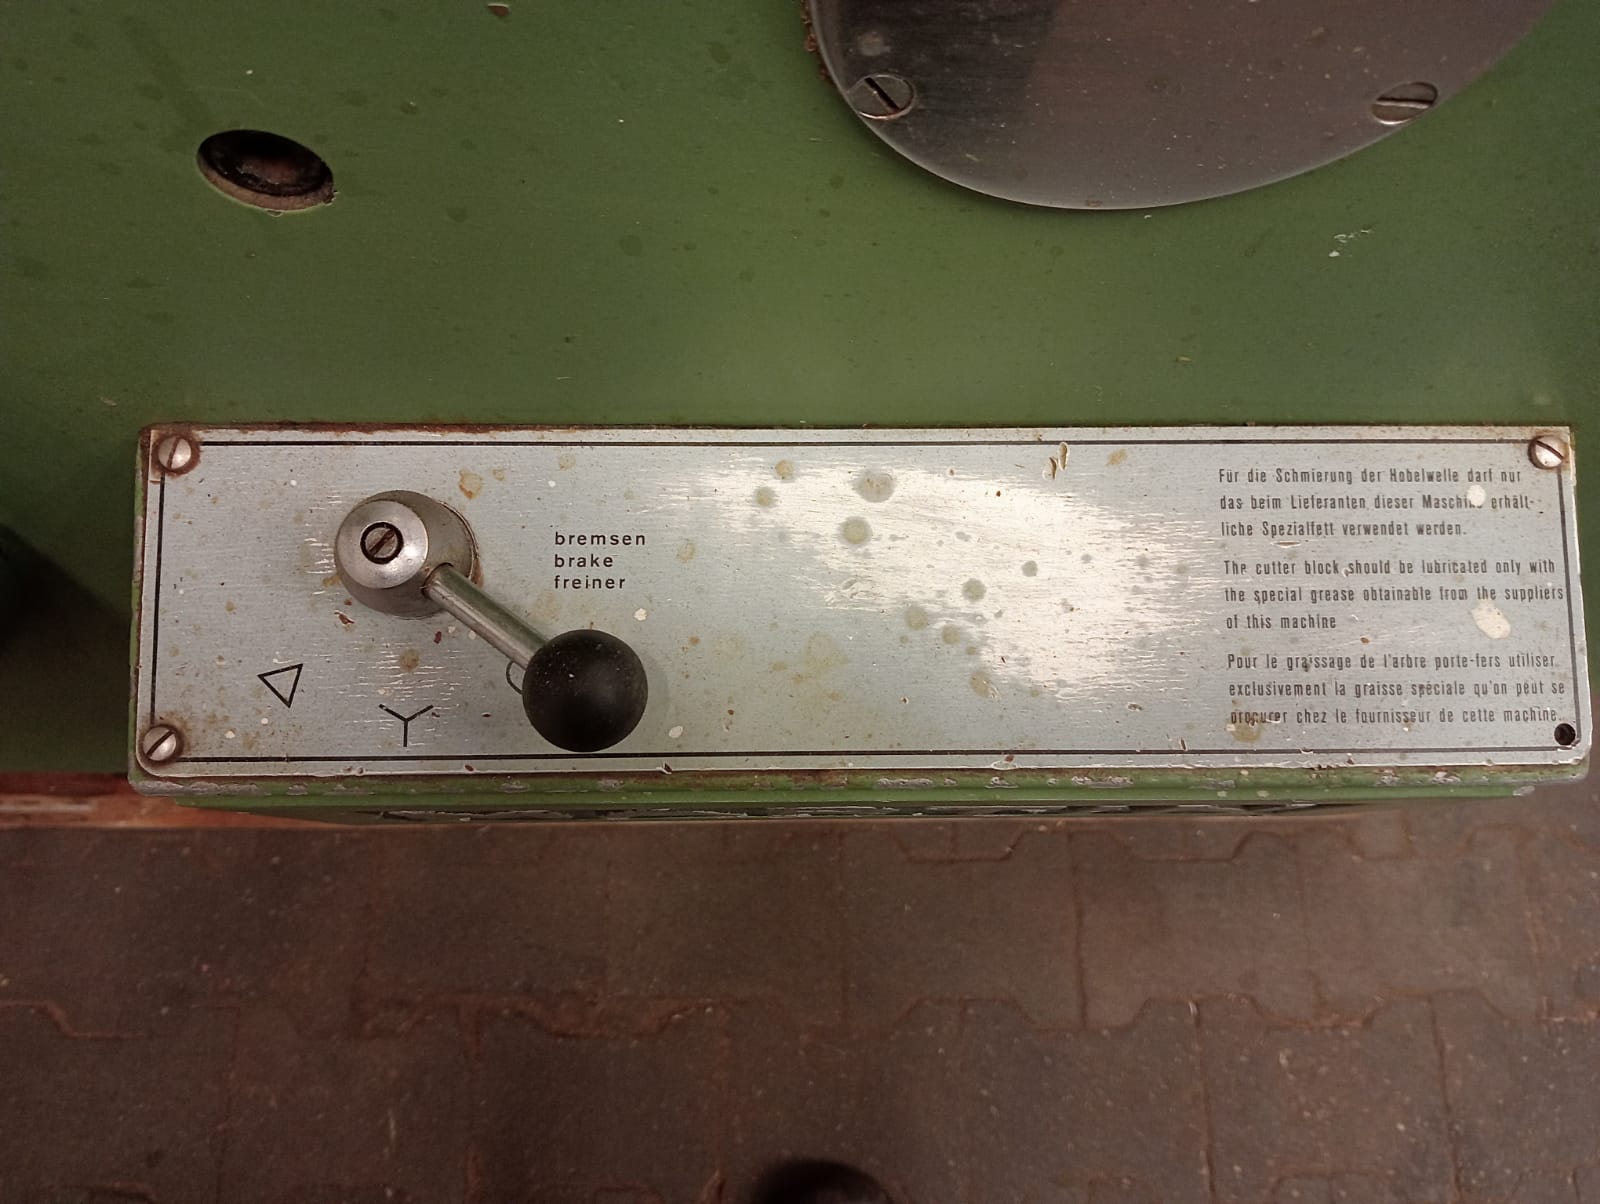 bremsen
brake
freiner
Für die Schmierung der Hobelwelle darf nur
das beim Lieferanten dieser Maschine erhält-
liche Spezialfett verwendet werden.
The cutter block should be lubricated only with
the special grease obtainable from the suppliers
of this machine
Pour le graissage de l'arbre porte-fers utiliser
exclusivement la graisse spéciale qu'on peut se
procurer chez le fournisseur de cette machine.